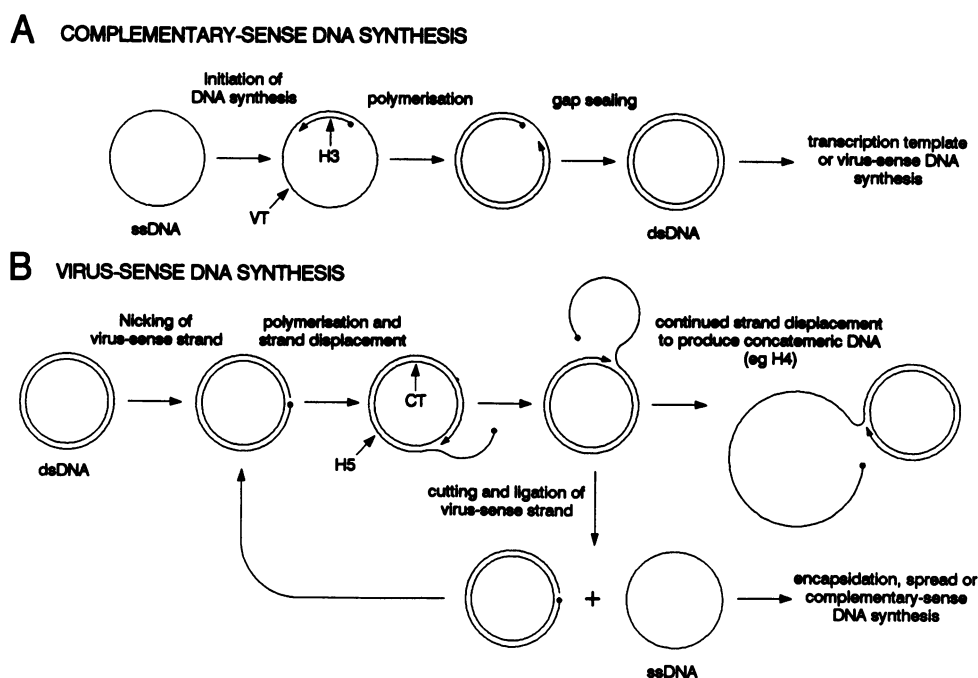 A COMPLEMENTARY-SENSE DNA SYNTHESIS
Initiation of
DNA synthesis
polymerisation
gap sealing
H3
VT
ssDNA
dsDNA
transcription template
or virus-sense DNA
synthesis
B VIRUS-SENSE DNA SYNTHESIS
Nicking of
virus-sense strand
polymerisation and
strand displacement
continued strand displacement
to produce concatemeric DNA
(eg H4)
CT
H5
dsDNA
cutting and ligation of
virus-sense strand
+
ssDNA
encapsidation, spread or
complementary-sense
DNA synthesis